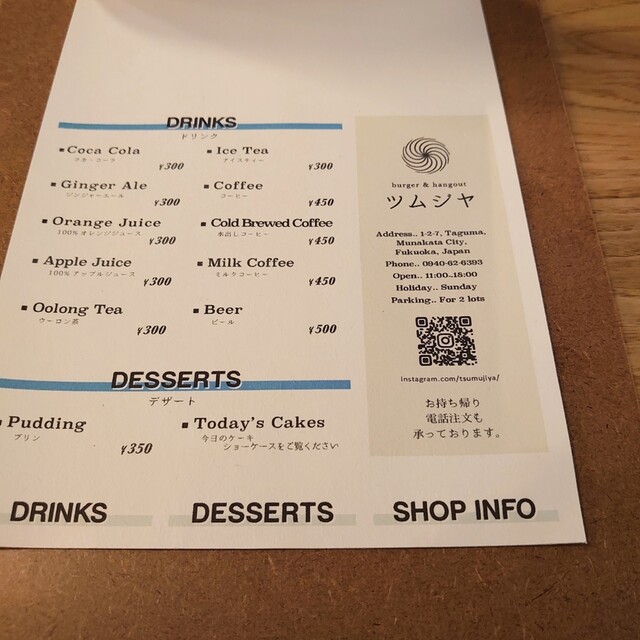 DRINKS
ドリンク
▪Coca Cola
コカ・コーラ
¥300
▪Ginger Ale
ジンジャーエール
¥300
▪Orange Juice
100%オレンジジュース
¥300
▪Apple Juice
100%アップルジュース
¥300
▪Oolong Tea
ウーロン茶
¥300
▪Ice Tea
アイスティー
¥300
▪Coffee
コーヒー
¥450
▪Cold Brewed Coffee
水出しコーヒー
¥450
▪Milk Coffee
ミルクコーヒー
¥450
▪Beer
ビール
¥500
DESSERTS
デザート
▪Pudding
プリン
¥350
▪Today's Cakes
今日のケーキ
ショーケースをご覧ください
burger & hangout
ツムジヤ
Address.. 1-2-7, Taguma,
Munakata City,
Fukuoka, Japan
Phone.. 0940-62-6393
Open.. 11:00~18:00
Holiday.. Sunday
Parking.. For 2 lots
instagram.com/tsumujiya/
お持ち帰り
電話注文も
承っております。
DRINKS
DESSERTS
SHOP INFO